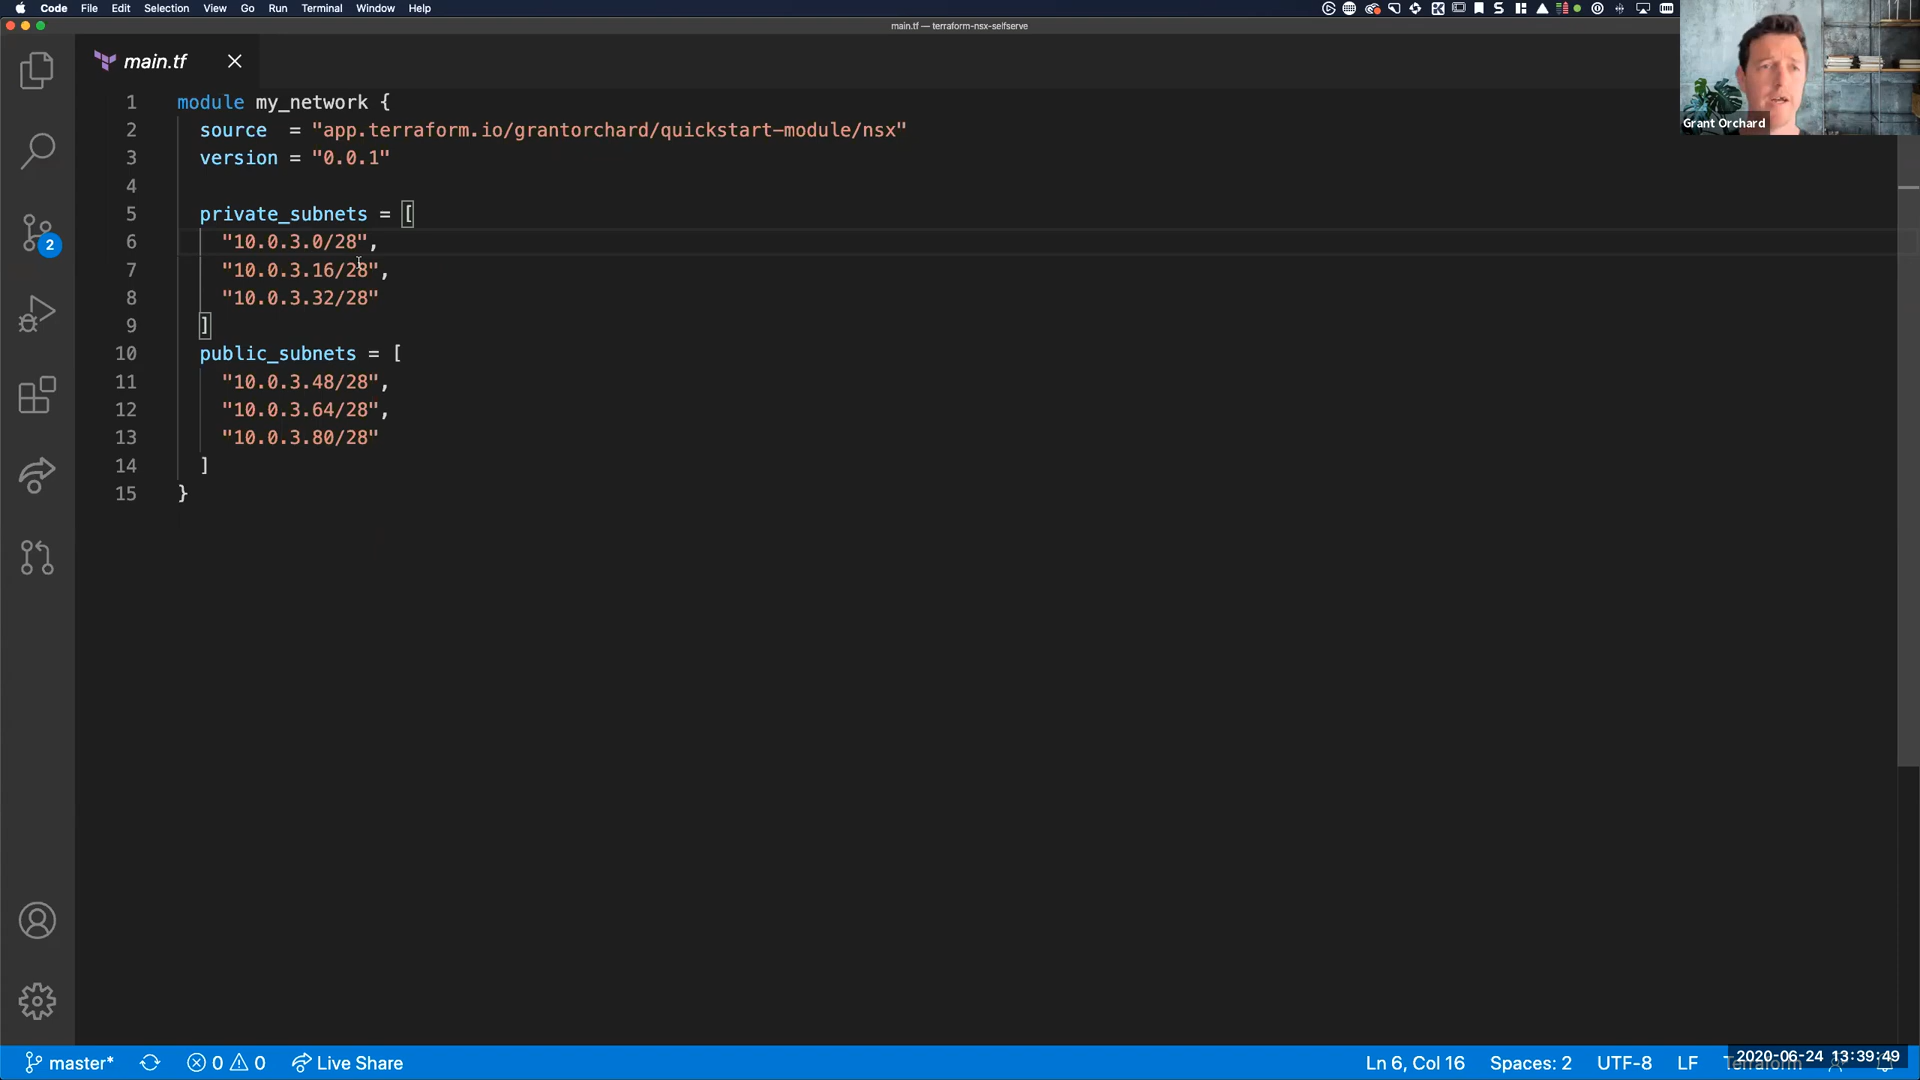 Code File Edit Selection View Go Run Terminal Window Help
main.tf — terraform-nsx-selfserve
main.tf
Grant Orchard
1 module my_network {
2 source = "app.terraform.io/grantorchard/quickstart-module/nsx"
3 version = "0.0.1"
4
5 private_subnets = [
6 "10.0.3.0/28",
7 "10.0.3.16/28",
8 "10.0.3.32/28"
9 ]
10 public_subnets = [
11 "10.0.3.48/28",
12 "10.0.3.64/28",
13 "10.0.3.80/28"
14 ]
15 }
2
master* 0 0 Live Share Ln 6, Col 16 Spaces: 2 UTF-8 LF Terraform
2020-06-24 13:39:49